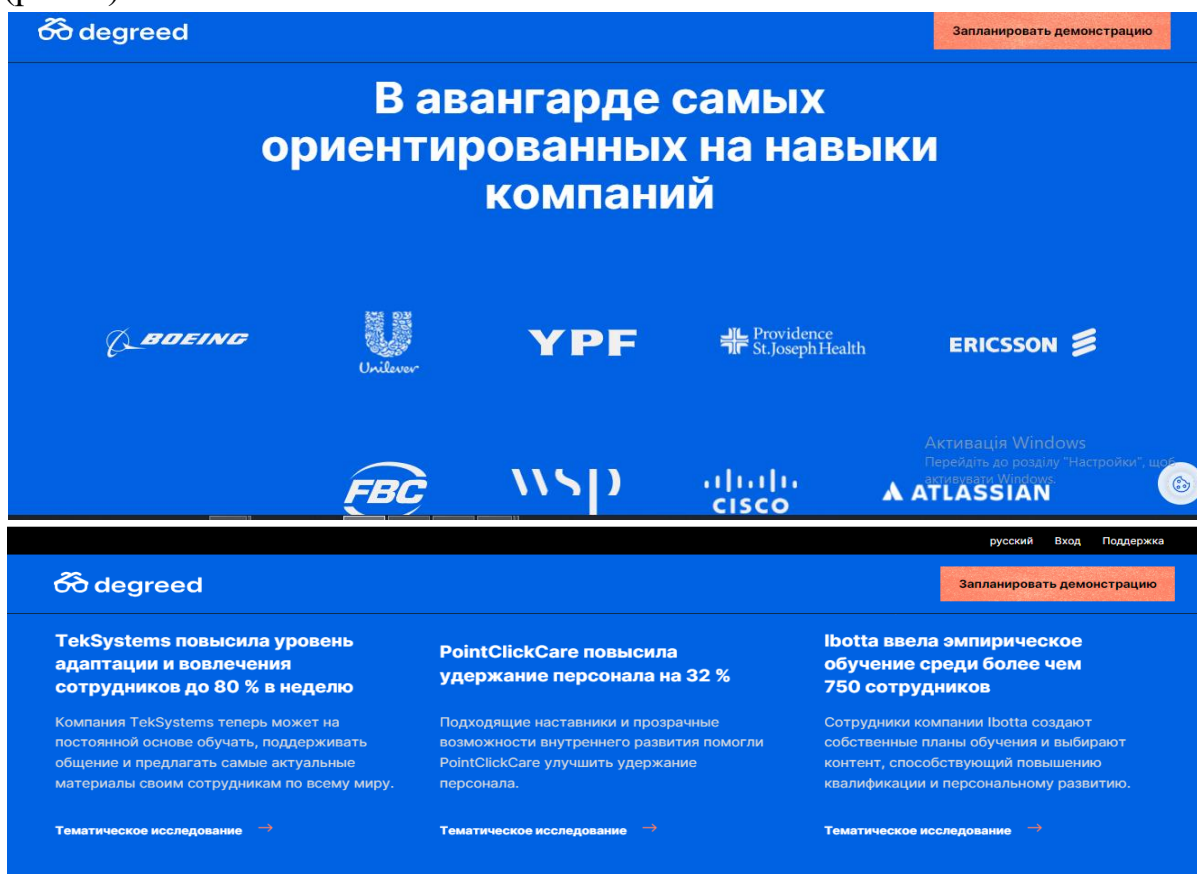 degreed
Запланировать демонстрацию
В авангарде самых
ориентированных на навыки
компаний
BOEING
Unilever
YPF
Providence
St.Joseph Health
ERICSSON
Активація Windows
Перейдіть до розділу "Настройки", щоб
активувати Windows.
FBC
wsp
CISCO
ATLASSIAN
русский Вход Поддержка
degreed
Запланировать демонстрацию
TekSystems повысила уровень
адаптации и вовлечения
сотрудников до 80 % в неделю
Компания TekSystems теперь может на
постоянной основе обучать, поддерживать
общение и предлагать самые актуальные
материалы своим сотрудникам по всему миру.
Тематическое исследование →
PointClickCare повысила
удержание персонала на 32 %
Подходящие наставники и прозрачные
возможности внутреннего развития помогли
PointClickCare улучшить удержание
персонала.
Тематическое исследование →
Ibotta ввела эмпирическое
обучение среди более чем
750 сотрудников
Сотрудники компании Ibotta создают
собственные планы обучения и выбирают
контент, способствующий повышению
квалификации и персональному развитию.
Тематическое исследование →